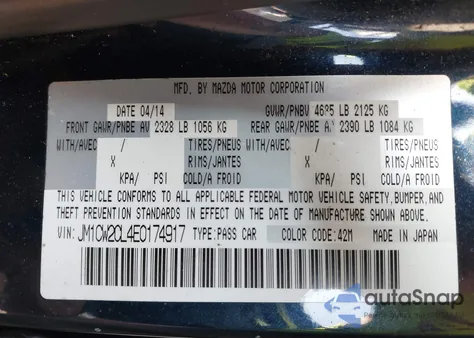 MFD. BY MAZDA MOTOR CORPORATION
DATE 04/14 GVWR/PNBV 4685 LB 2125 KG
FRONT GAWR/PNBE AV 2328 LB 1056 KG REAR GAWR/PNBE A 2390 LB 1084 KG
WITH/AVEC / TIRES/PNEUS WITH/AVEC / TIRES/PNEUS
X RIMS/JANTES X RIMS/JANTES
KPA/ PSI COLD/A FROID KPA/ PSI COLD/A FROID
THIS VEHICLE CONFORMS TO ALL APPLICABLE FEDERAL MOTOR VEHICLE SAFETY,BUMPER,AND
THEFT PREVENTION STANDARDS IN EFFECT ON THE DATE OF MANUFACTURE SHOWN ABOVE.
VIN: JM1CW2CL4E0174917 TYPE:PASS CAR COLOR CODE:42M MADE IN JAPAN
autoSnap